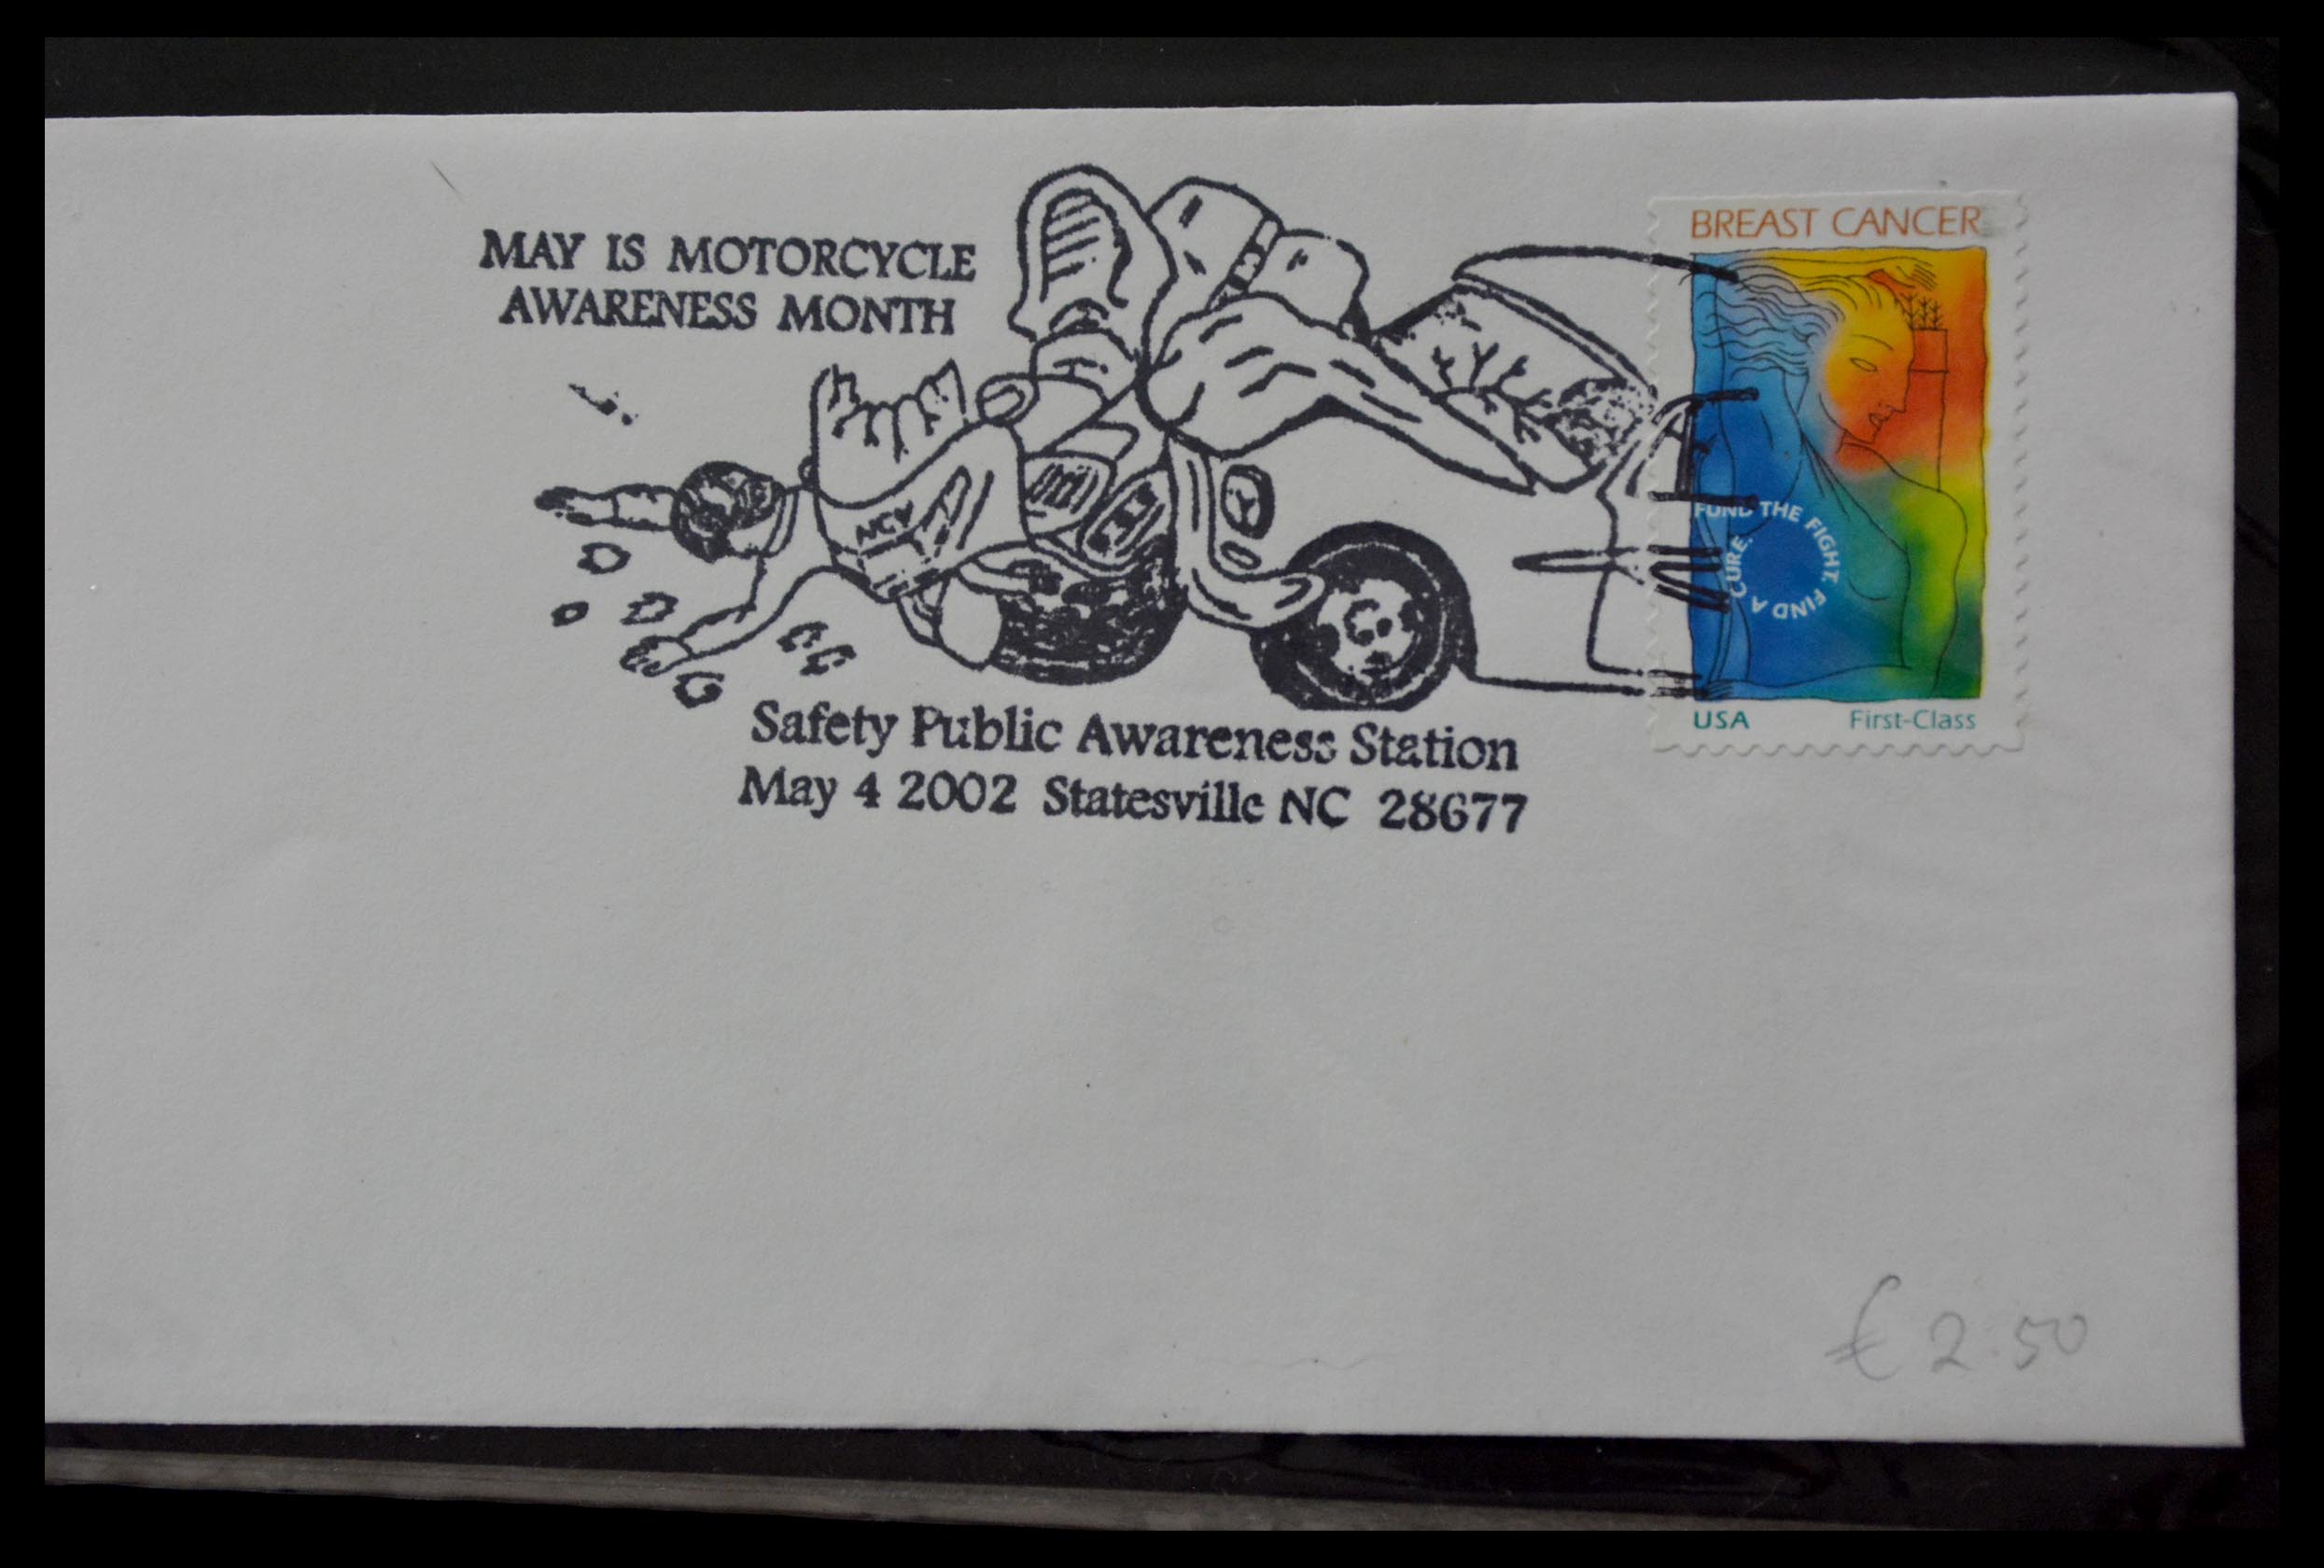 MAY IS MOTORCYCLE
AWARENESS MONTH
Safety Public Awareness Station
May 4 2002 Statesville NC 28677
BREAST CANCER
FUND THE FIGHT. FIND A CURE.
USA First-Class
€ 2.50